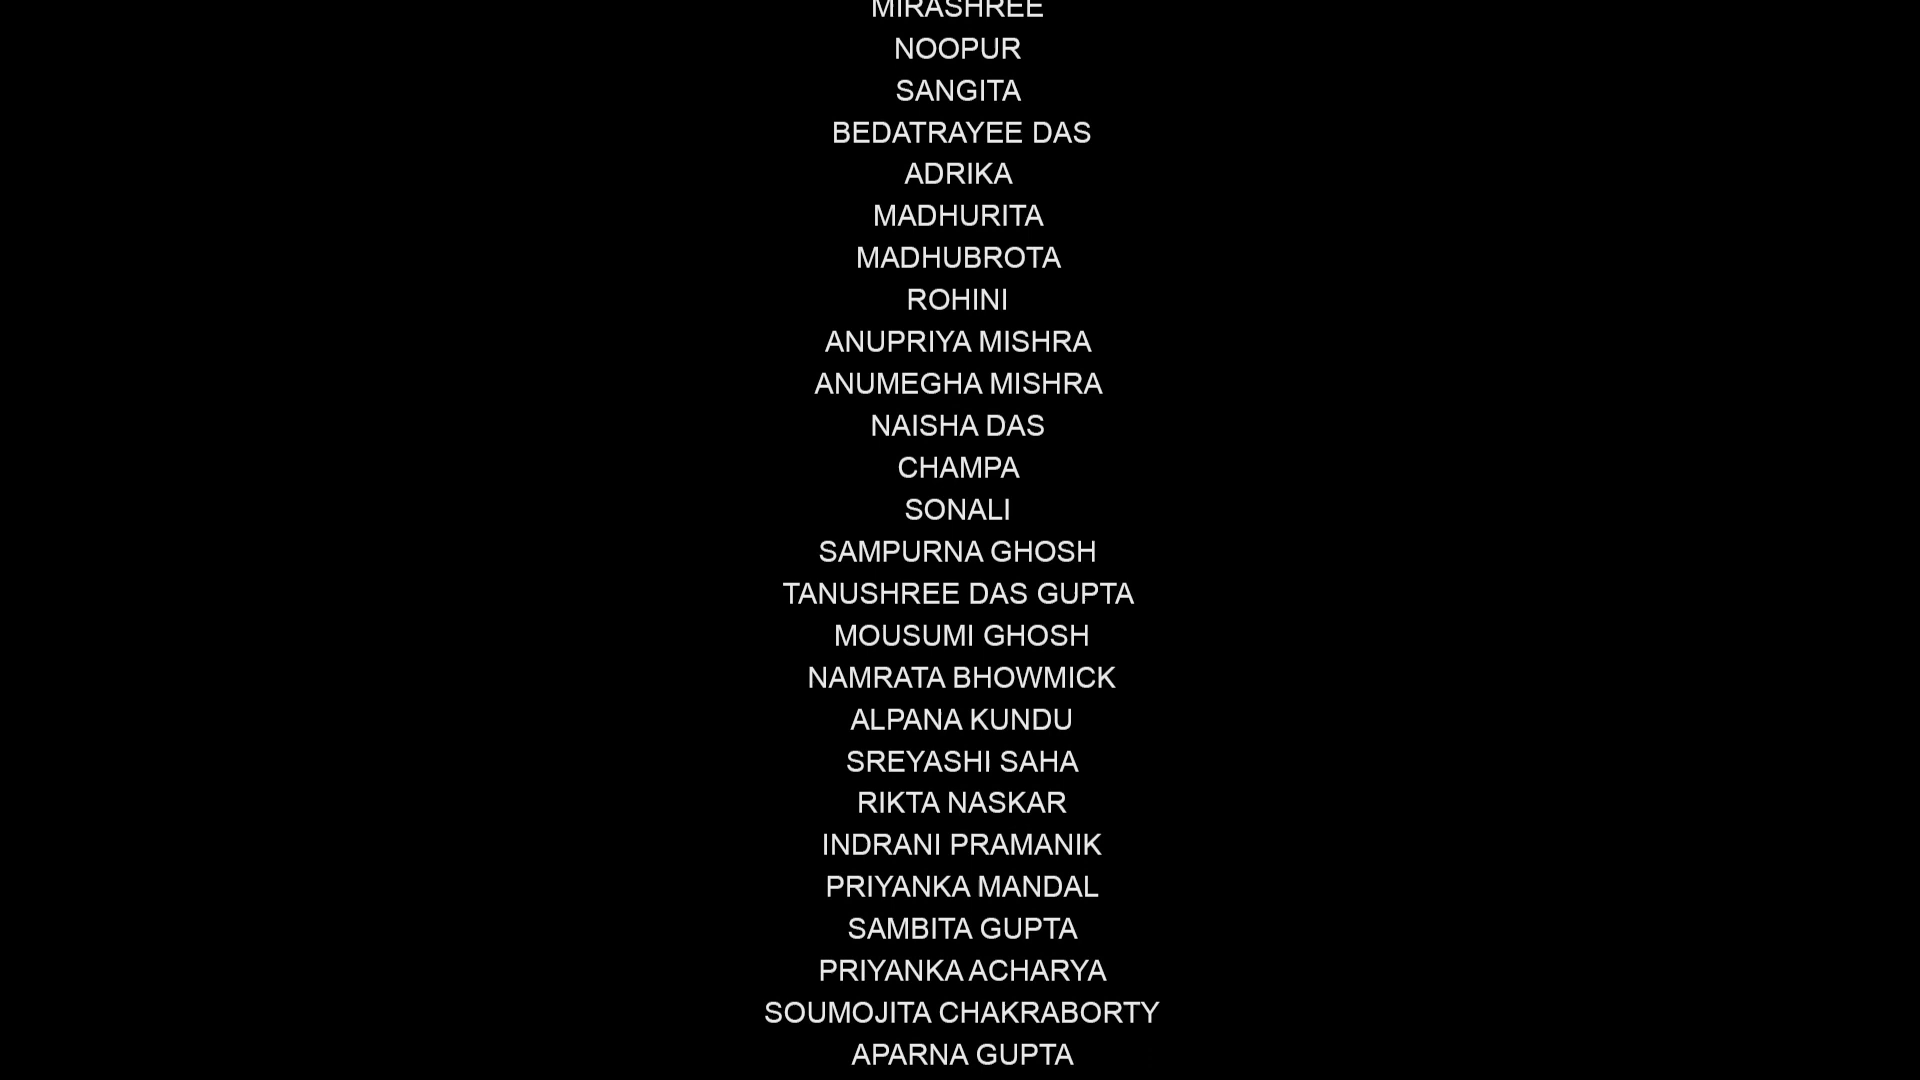 MIRASHREE
NOOPUR
SANGITA
BEDATRAYEE DAS
ADRIKA
MADHURITA
MADHUBROTA
ROHINI
ANUPRIYA MISHRA
ANUMEGHA MISHRA
NAISHA DAS
CHAMPA
SONALI
SAMPURNA GHOSH
TANUSHREE DAS GUPTA
MOUSUMI GHOSH
NAMRATA BHOWMICK
ALPANA KUNDU
SREYASHI SAHA
RIKTA NASKAR
INDRANI PRAMANIK
PRIYANKA MANDAL
SAMBITA GUPTA
PRIYANKA ACHARYA
SOUMOJITA CHAKRABORTY
APARNA GUPTA